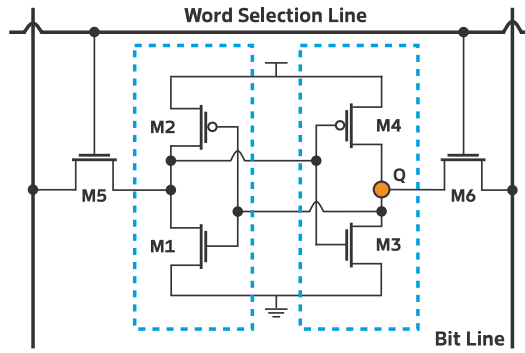 Word Selection Line
M2
M4
Q
M5
M6
M1
M3
Bit Line